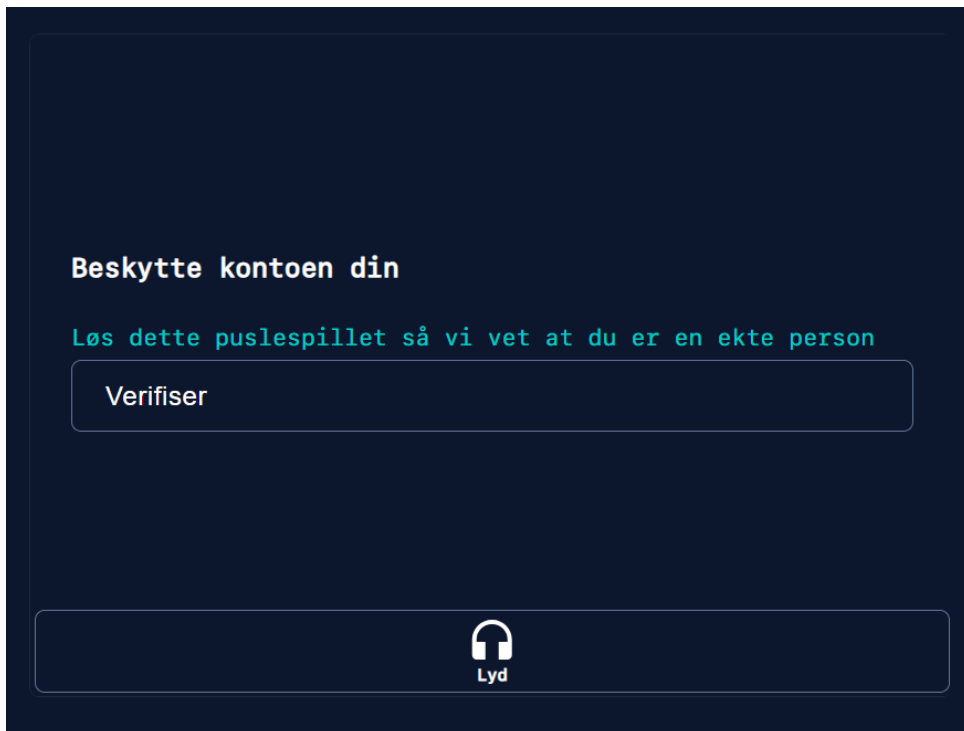 Beskytte kontoen din
Løs dette puslespillet så vi vet at du er en ekte person
Verifiser
Lyd